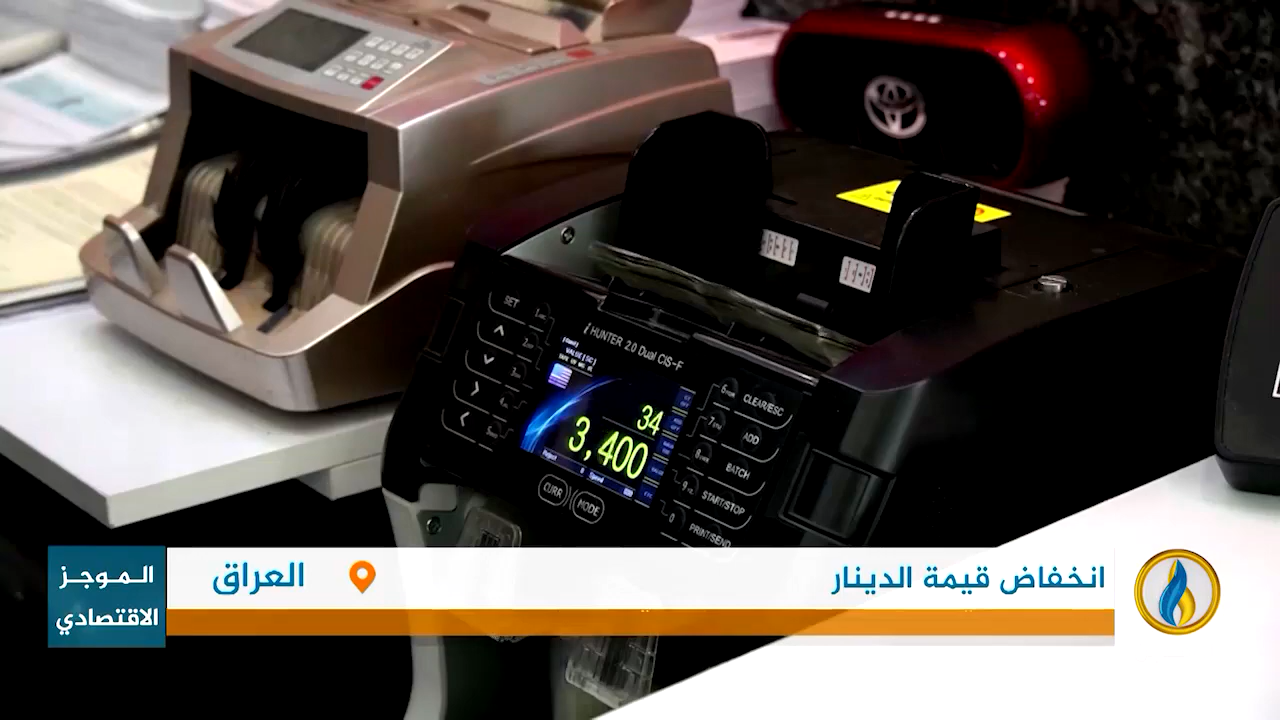 SET
i HUNTER 2.0 Dual CIS-F
34
3,400
CURR
MODE
CLEAR/ESC
ADD
BATCH
START/STOP
PRINT/SEND
انخفاض قيمة الدينار
العراق
الموجز
الاقتصادي